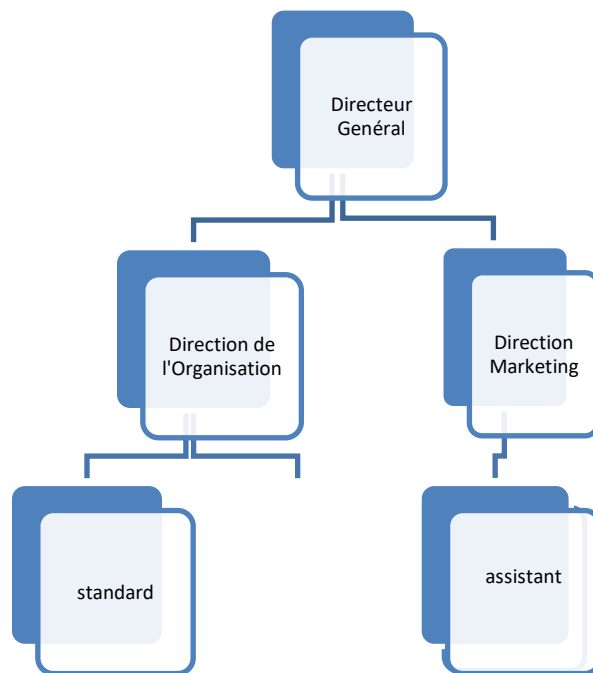 Directeur
Genéral
Direction de
l'Organisation
Direction
Marketing
standard
assistant